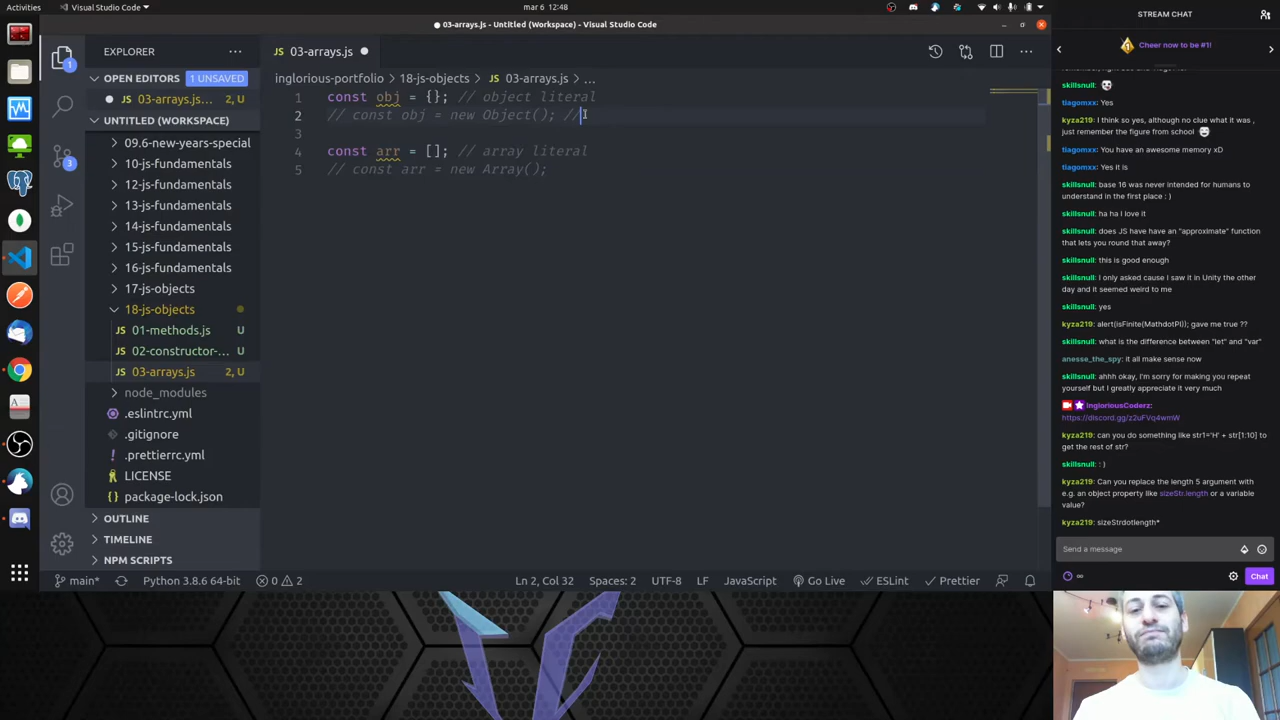 Activities
Visual Studio Code
mar 6 12:48
03-arrays.js - Untitled (Workspace) - Visual Studio Code
EXPLORER
OPEN EDITORS
1 UNSAVED
03-arrays.js...
2, U
UNTITLED (WORKSPACE)
09.6-new-years-special
10-js-fundamentals
12-js-fundamentals
13-js-fundamentals
14-js-fundamentals
15-js-fundamentals
16-js-fundamentals
17-js-objects
18-js-objects
01-methods.js
U
02-constructor-...
U
03-arrays.js
2, U
node_modules
.eslintrc.yml
.gitignore
.prettierrc.yml
LICENSE
package-lock.json
OUTLINE
TIMELINE
NPM SCRIPTS
3
03-arrays.js
inglorious-portfolio > 18-js-objects > JS 03-arrays.js > ...
1 const obj = {}; // object literal
2 // const obj = new Object(); //
3
4 const arr = []; // array literal
5 // const arr = new Array();
main*
Python 3.8.6 64-bit
0
2
Ln 2, Col 32
Spaces: 2
UTF-8
LF
JavaScript
Go Live
ESLint
Prettier
STREAM CHAT
Cheer now to be #1!
skillsnull:
tiagomxx: Yes
kyza219: I think so yes, although no clue what it was ,
just remember the figure from school
tiagomxx: You have an awesome memory xD
tiagomxx: Yes it is
skillsnull: base 16 was never intended for humans to
understand in the first place : )
skillsnull: ha ha I love it
skillsnull: does JS have have an "approximate" function
that lets you round that away?
skillsnull: this is good enough
skillsnull: I only asked cause I saw it in Unity the other
day and it seemed weird to me
skillsnull: yes
kyza219: alert(isFinite(MathdotPI)); gave me true ??
skillsnull: what is the difference between "let" and "var"
anesse_the_spy: it all make sense now
skillsnull: ahhh okay, I'm sorry for making you repeat
yourself but I greatly appreciate it very much
IngloriousCoderz:
https://discord.gg/z2uFVq4wmW
kyza219: can you do something like str1='H' + str[1:10] to
get the rest of str?
skillsnull: : )
kyza219: Can you replace the length 5 argument with
e.g. an object property like sizeStr.length or a variable
value?
kyza219: sizeStrdotlength*
Send a message
∞
Chat